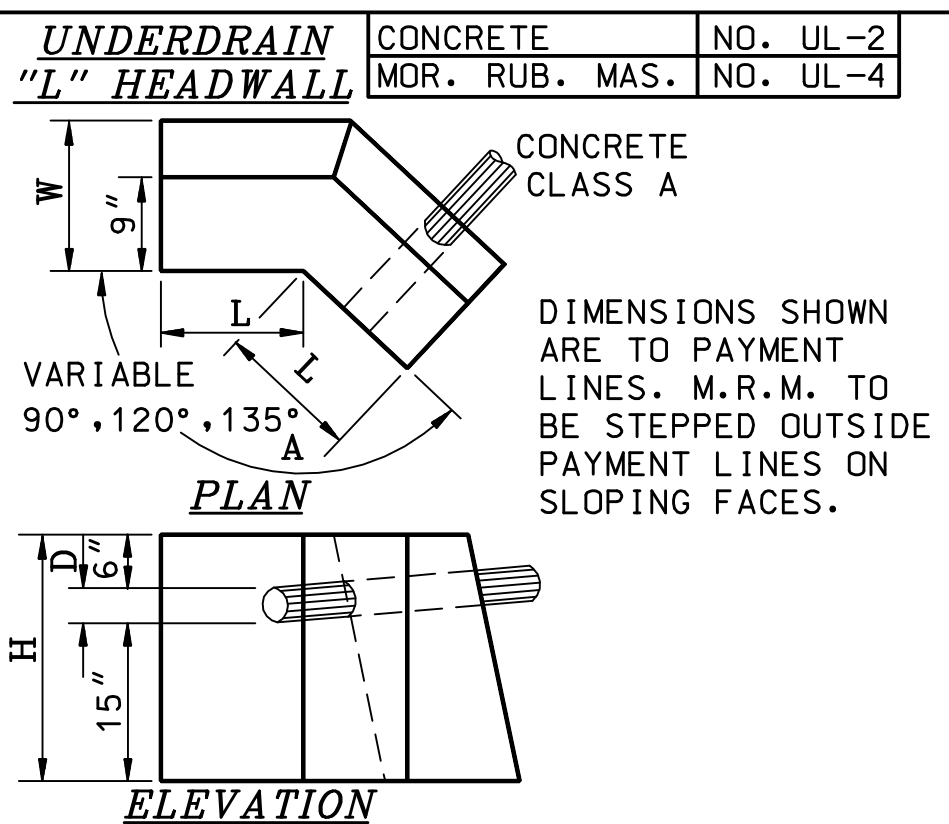 UNDERDRAIN
"L" HEADWALL
CONCRETE NO. UL-2
MOR. RUB. MAS. NO. UL-4
W
9"
CONCRETE
CLASS A
L
L
VARIABLE
90°, 120°, 135°
A
PLAN
DIMENSIONS SHOWN
ARE TO PAYMENT
LINES. M.R.M. TO
BE STEPPED OUTSIDE
PAYMENT LINES ON
SLOPING FACES.
H
D
6"
15"
ELEVATION